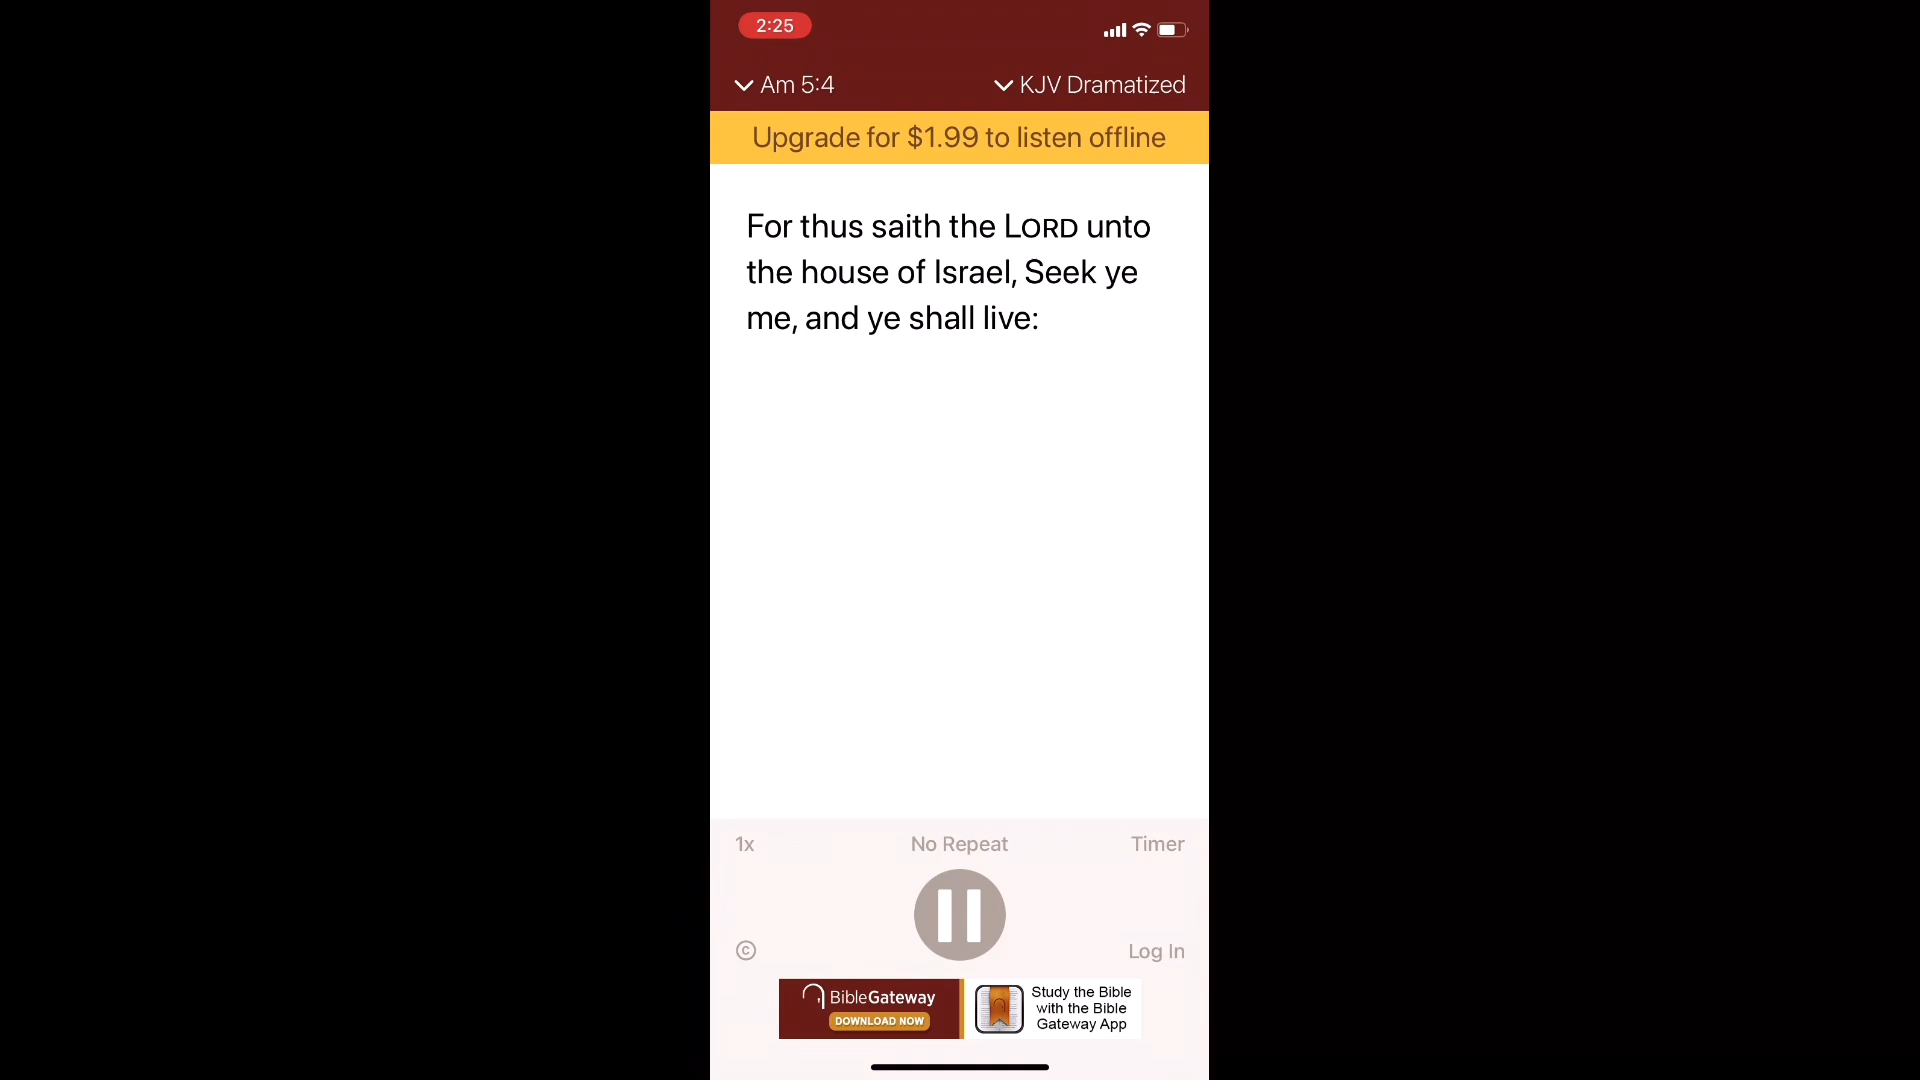 2:25
Am 5:4
KJV Dramatized
Upgrade for $1.99 to listen offline
For thus saith the LORD unto
the house of Israel, Seek ye
me, and ye shall live:
1x
No Repeat
Timer
©
Log In
BibleGateway
DOWNLOAD NOW
Study the Bible
with the Bible
Gateway App